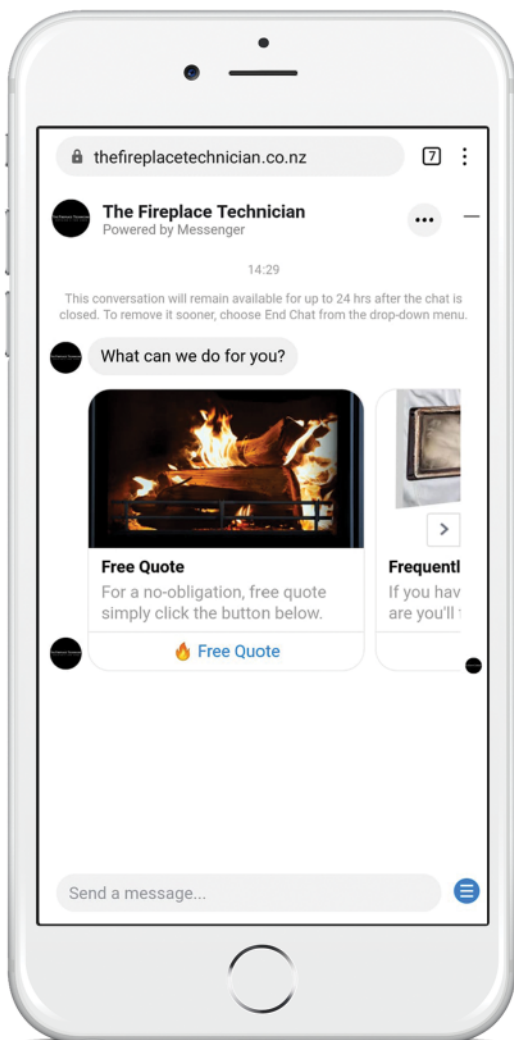 thefireplacetechnician.co.nz
7
The Fireplace Technician
Powered by Messenger
14:29
This conversation will remain available for up to 24 hrs after the chat is
closed. To remove it sooner, choose End Chat from the drop-down menu.
What can we do for you?
Free Quote
For a no-obligation, free quote
simply click the button below.
🔥 Free Quote
Frequentl
If you hav
are you'll
Send a message...